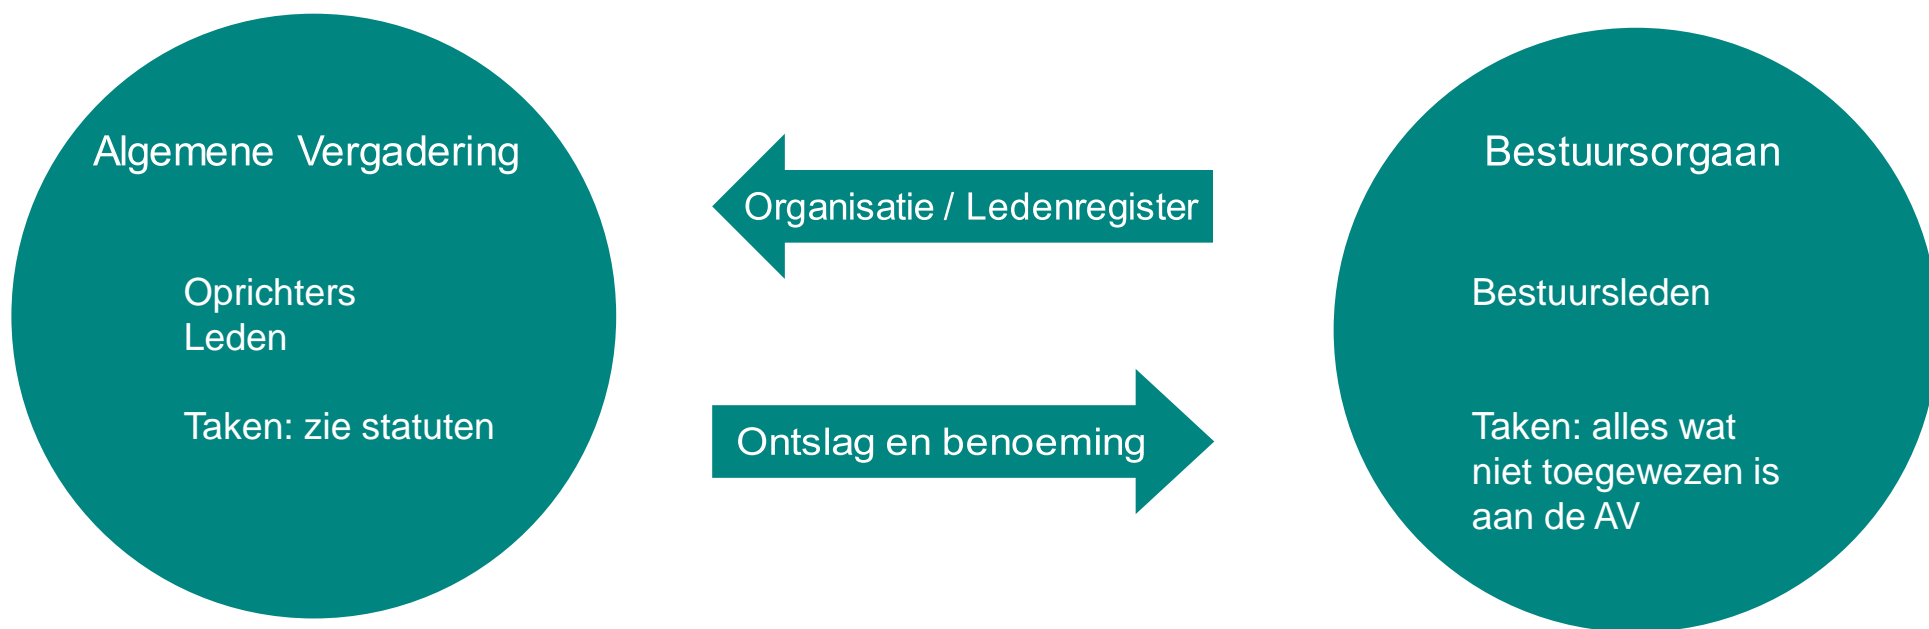 Algemene Vergadering
Oprichters
Leden
Taken: zie statuten
Organisatie / Ledenregister
Ontslag en benoeming
Bestuursorgaan
Bestuursleden
Taken: alles wat
niet toegewezen is
aan de AV